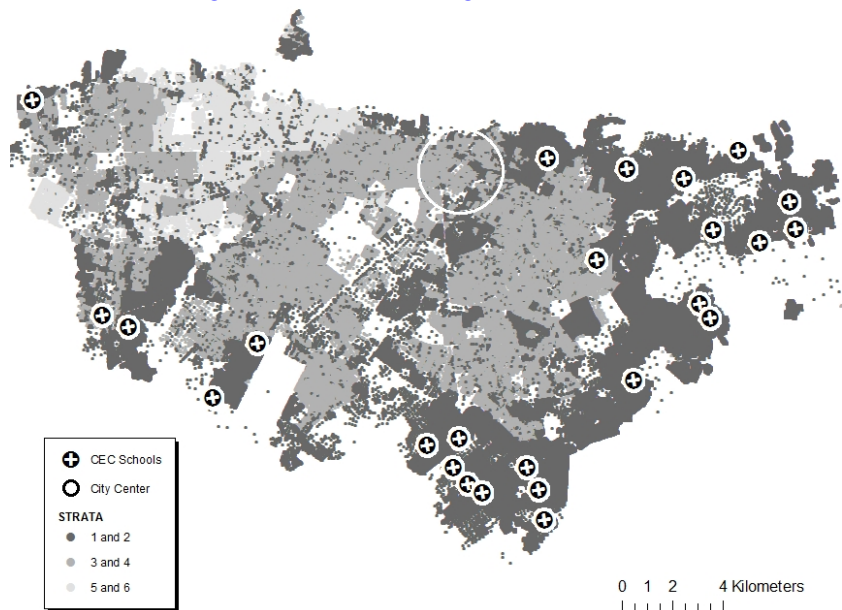 CEC Schools
City Center
STRATA
1 and 2
3 and 4
5 and 6
0 1 2 4 Kilometers